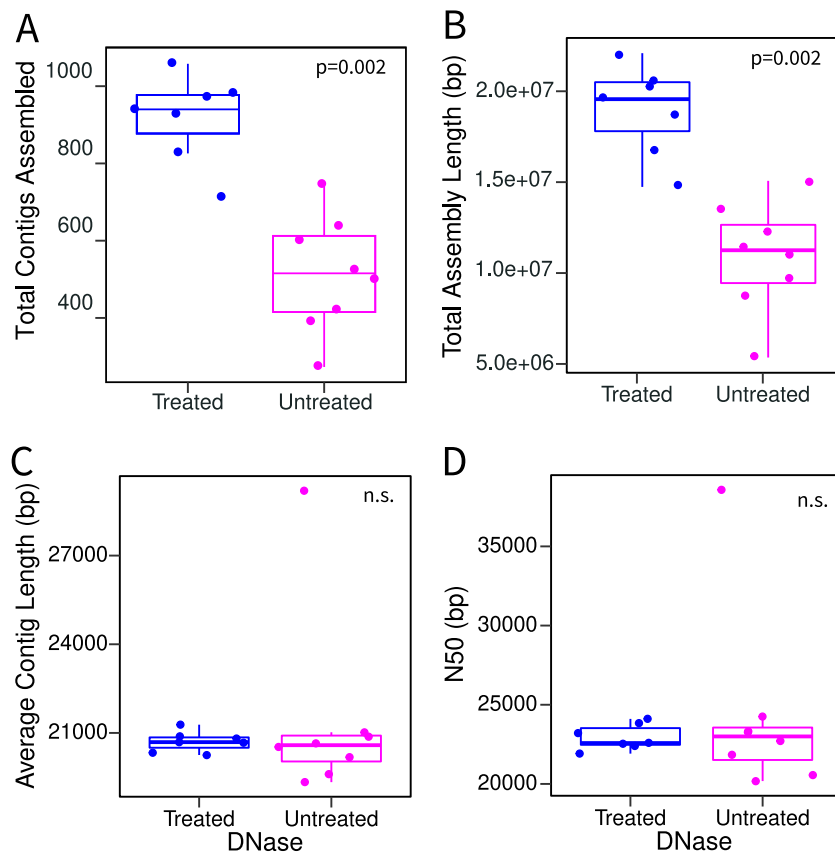 A
Total Contigs Assembled
1000
800
600
400
p=0.002
Treated
Untreated
B
Total Assembly Length (bp)
2.0e+07
1.5e+07
1.0e+07
5.0e+06
p=0.002
Treated
Untreated
C
Average Contig Length (bp)
27000
24000
21000
n.s.
Treated
Untreated
DNase
D
N50 (bp)
35000
30000
25000
20000
n.s.
Treated
Untreated
DNase